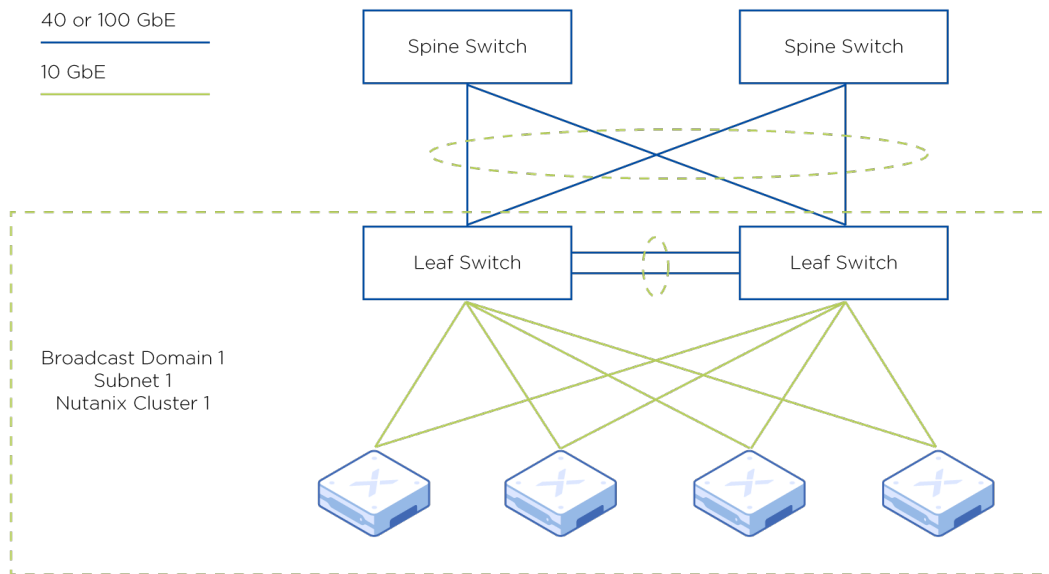 40 or 100 GbE
10 GbE
Spine Switch
Spine Switch
Leaf Switch
Leaf Switch
Broadcast Domain 1
Subnet 1
Nutanix Cluster 1